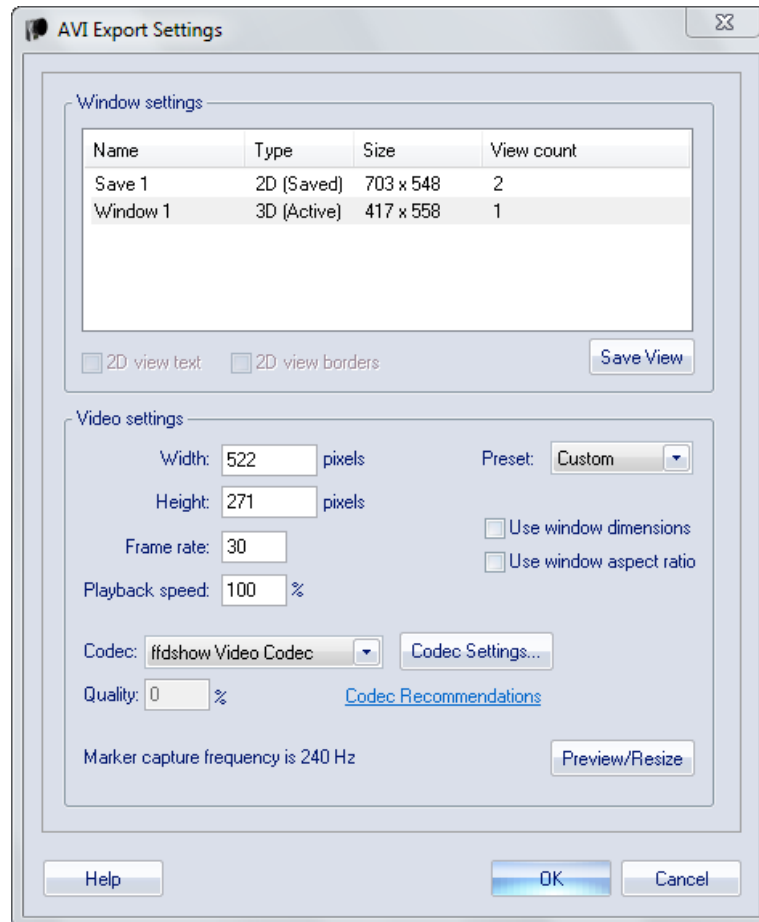 AVI Export Settings
Window settings
Name Type Size View count
Save 1 2D (Saved) 703 x 548 2
Window 1 3D (Active) 417 x 558 1
2D view text 2D view borders Save View
Video settings
Width: 522 pixels Preset: Custom
Height: 271 pixels
Use window dimensions
Frame rate: 30
Use window aspect ratio
Playback speed: 100 %
Codec: ffdshow Video Codec Codec Settings...
Quality: 0 % Codec Recommendations
Marker capture frequency is 240 Hz Preview/Resize
Help OK Cancel